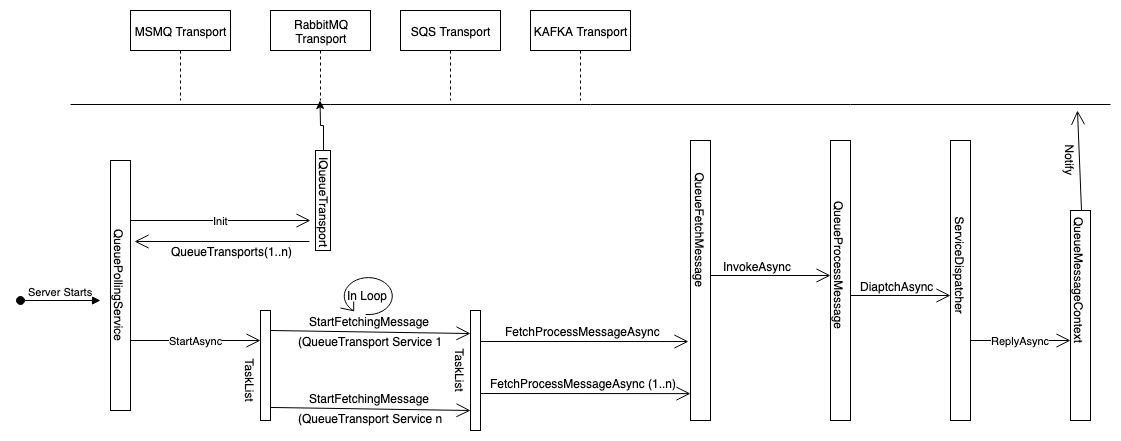 MSMQ Transport
RabbitMQ
Transport
SQS Transport
KAFKA Transport
IQueueTransport
Notify
QueuePollingService
Init
QueueTransports(1..n)
Server Starts
StartAsync
TaskList
In Loop
StartFetchingMessage
(QueueTransport Service 1
StartFetchingMessage
(QueueTransport Service n
TaskList
FetchProcessMessageAsync
FetchProcessMessageAsync (1..n)
QueueFetchMessage
InvokeAsync
QueueProcessMessage
DiaptchAsync
ServiceDispatcher
ReplyAsync
QueueMessageContext